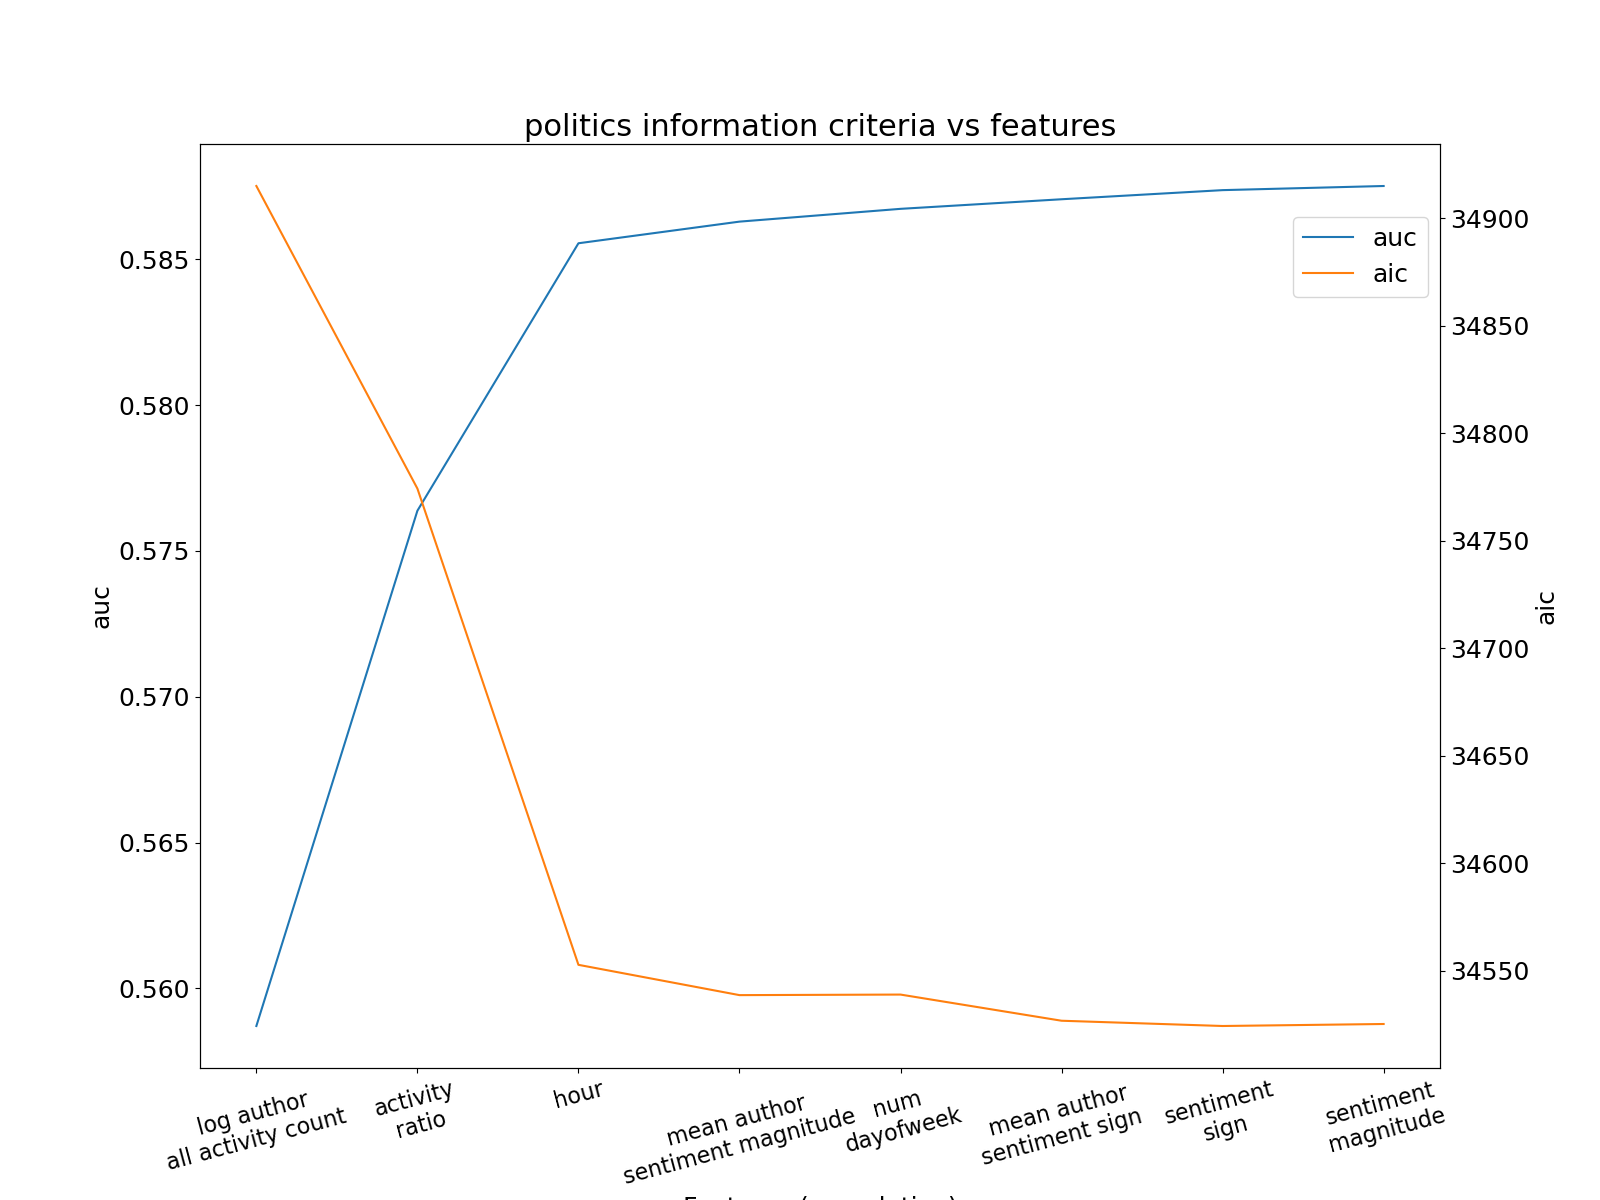 politics information criteria vs features
auc
aic
0.585
0.580
0.575
0.570
0.565
0.560
auc
34900
34850
34800
34750
34700
34650
34600
34550
aic
log author
all activity count
activity
ratio
hour
mean author
sentiment magnitude
num
dayofweek
mean author
sentiment sign
sentiment
sign
sentiment
magnitude